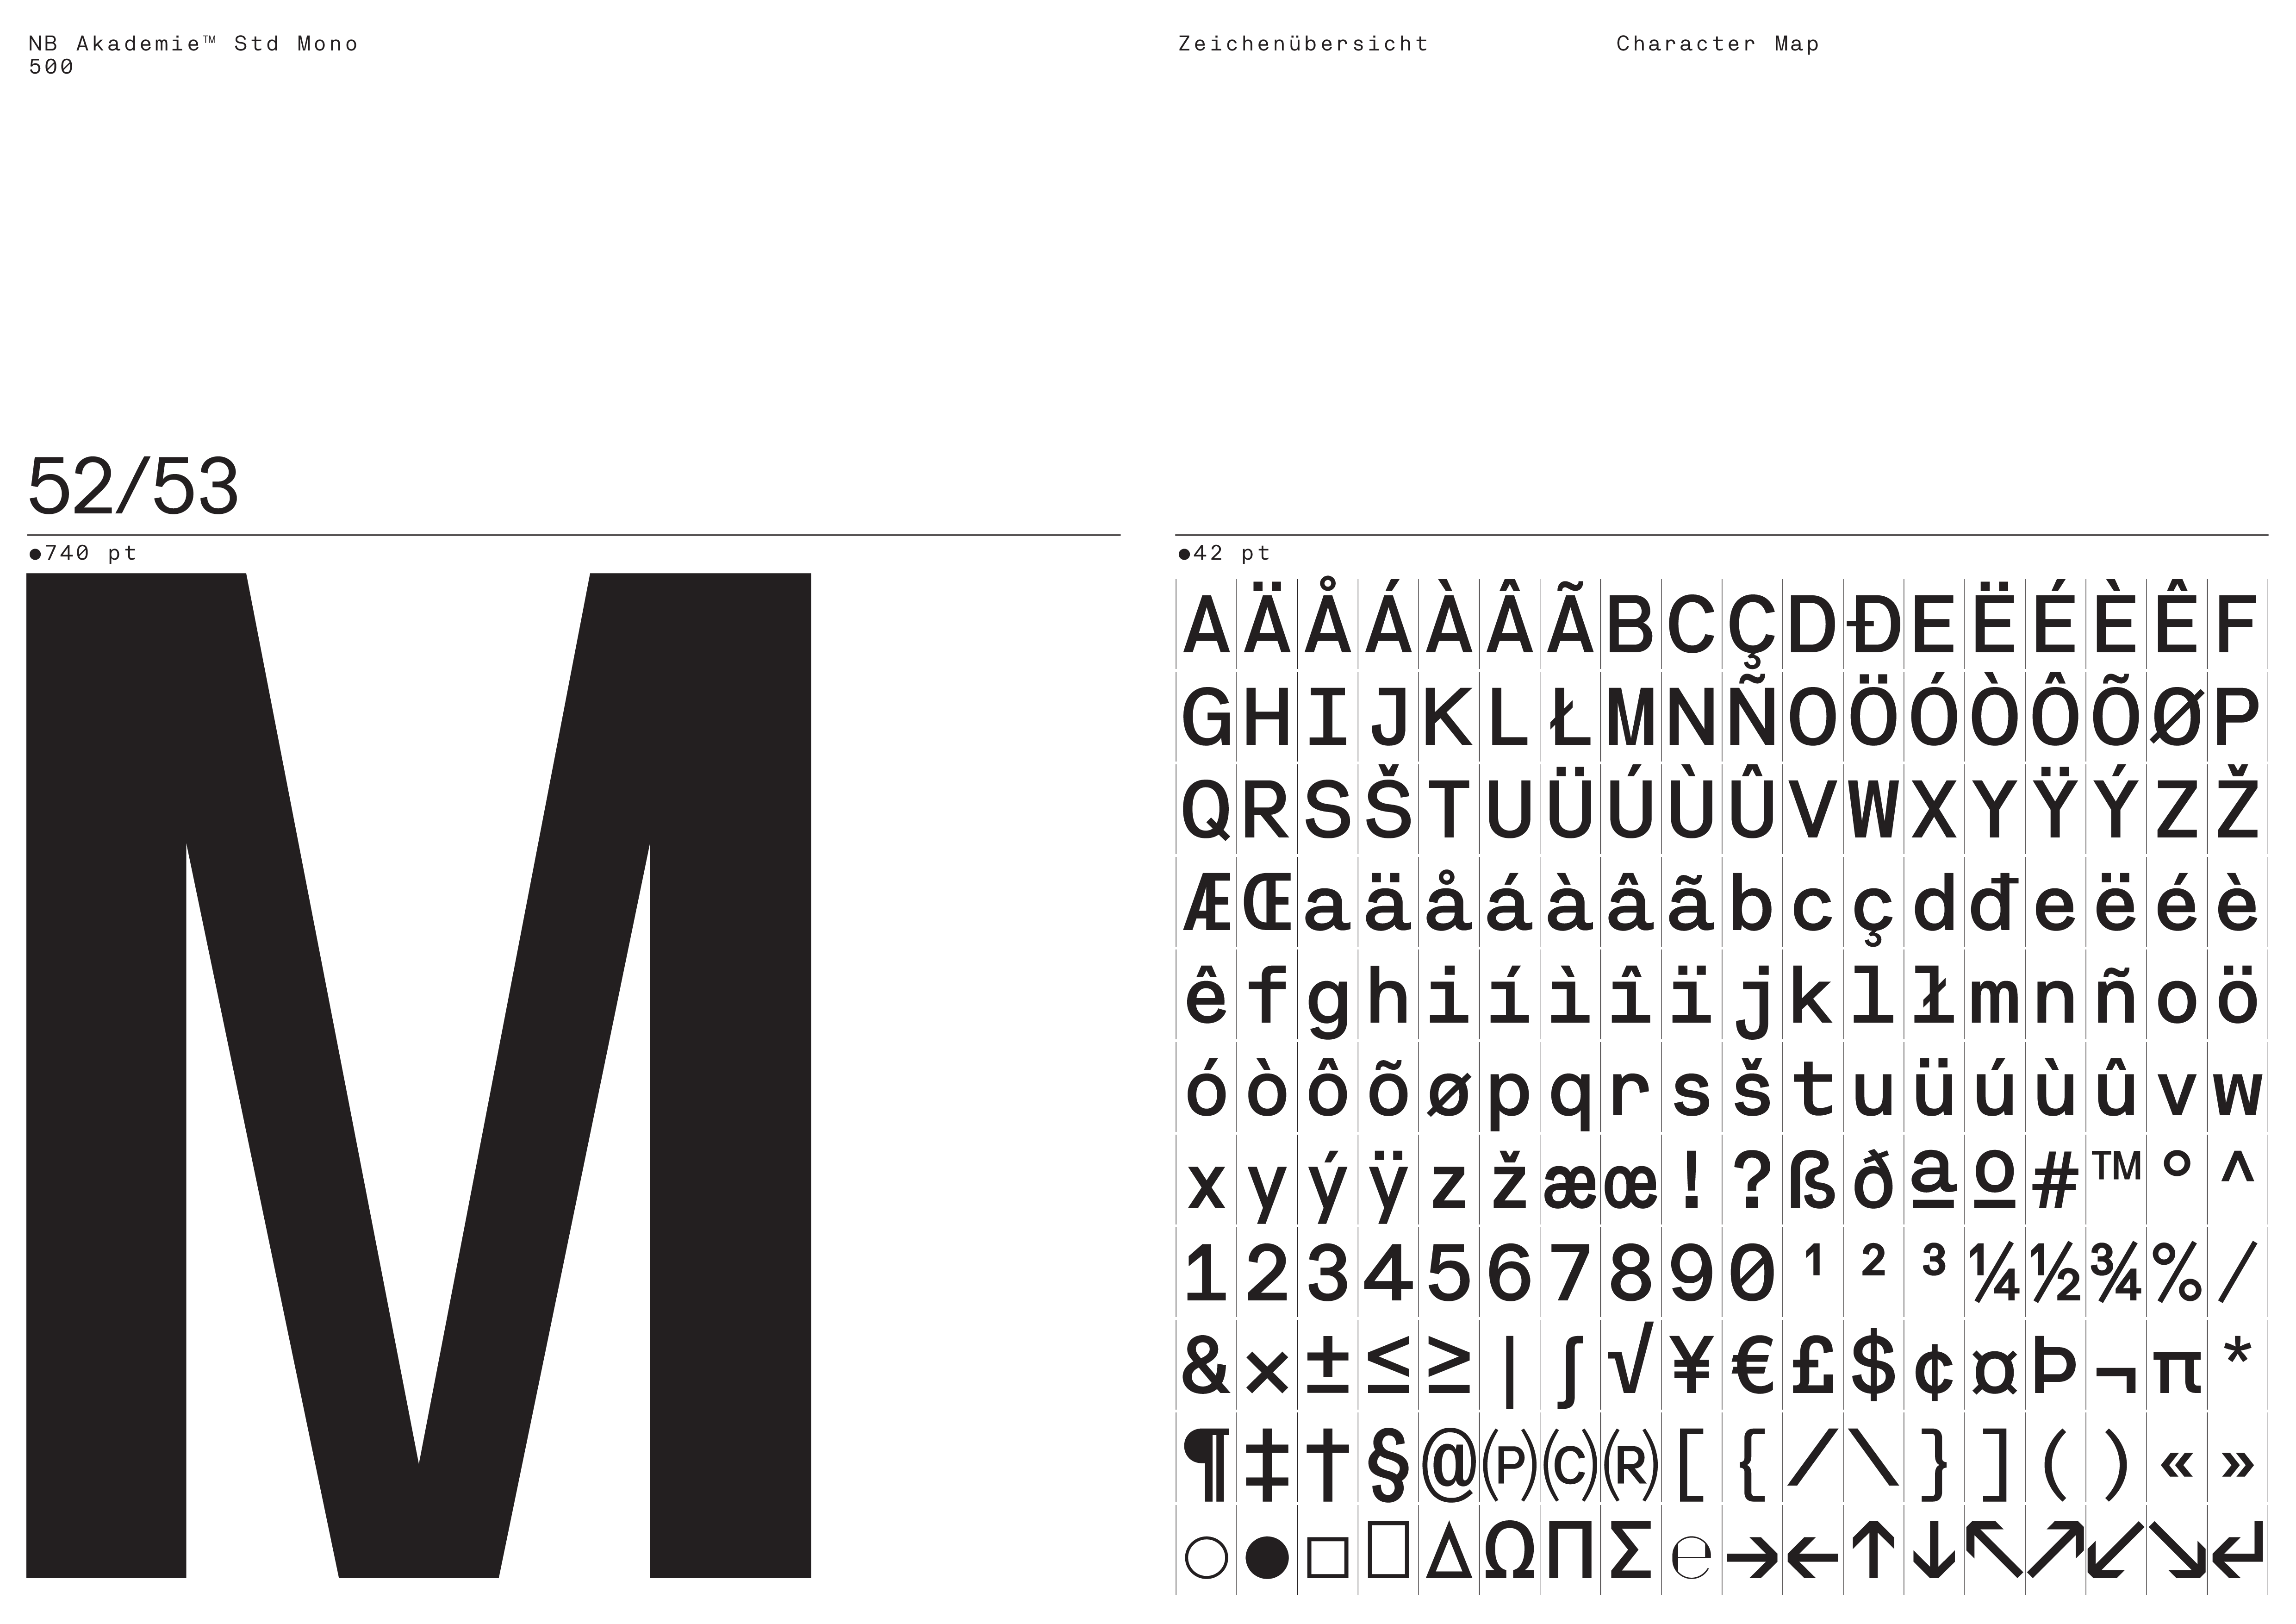 NB Akademie™ Std Mono
500
Zeichenübersicht
Character Map
52/53
●740 pt
M
●42 pt
A Ä Å Á À Â Ã B C Ç D Đ E Ë É È Ê F
G H I J K L Ł M N Ñ O Ö Ó Ò Ô Õ Ø P
Q R S Š T U Ü Ú Ù Û V W X Y Ÿ Ý Z Ž
Æ Œ a ä å á à â ã b c ç d đ e ë é è
ê f g h i í ì î ï j k l ł m n ñ o ö
ó ò ô õ ø p q r s š t u ü ú ù û v w
x y ý ÿ z ž æ œ ! ? ß ð ª º # ™ ° ^
1 2 3 4 5 6 7 8 9 0 ¹ ² ³ ¼ ½ ¾ % /
& × ± ≤ ≥ | ∫ √ ¥ € £ $ ¢ ¤ Þ ¬ π *
¶ ‡ † § @ ℗ © ® [ { / \ } ] ( ) « »
○ ● □ ▯ ∆ Ω Π Σ ℮ → ← ↑ ↓ ↖ ↗ ↙ ↘ ↵